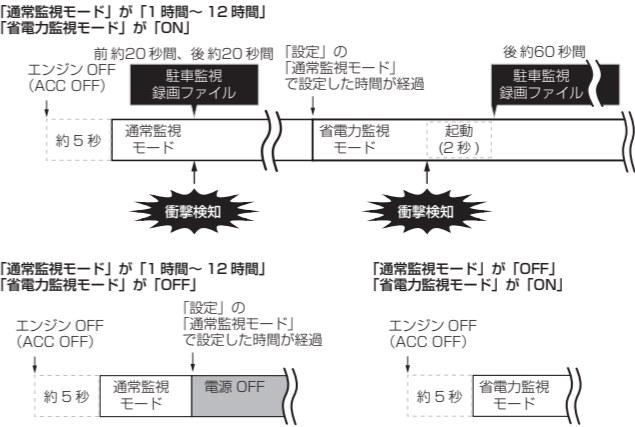 「通常監視モード」が「1 時間～ 12 時間」
「省電力監視モード」が「ON」
前 約20 秒間、後 約20 秒間
「設定」の
「通常監視モード」
で設定した時間が経過
後 約60 秒間
エンジン OFF
（ACC OFF）
駐車監視
録画ファイル
駐車監視
録画ファイル
約 5 秒
通常監視
モード
省電力監視
モード
起動
(2 秒 )
衝撃検知
衝撃検知
「通常監視モード」が「1 時間～ 12 時間」
「省電力監視モード」が「OFF」
エンジン OFF
（ACC OFF）
「設定」の
「通常監視モード」
で設定した時間が経過
約 5 秒
通常監視
モード
電源 OFF
「通常監視モード」が「OFF」
「省電力監視モード」が「ON」
エンジン OFF
（ACC OFF）
約 5 秒
省電力監視
モード